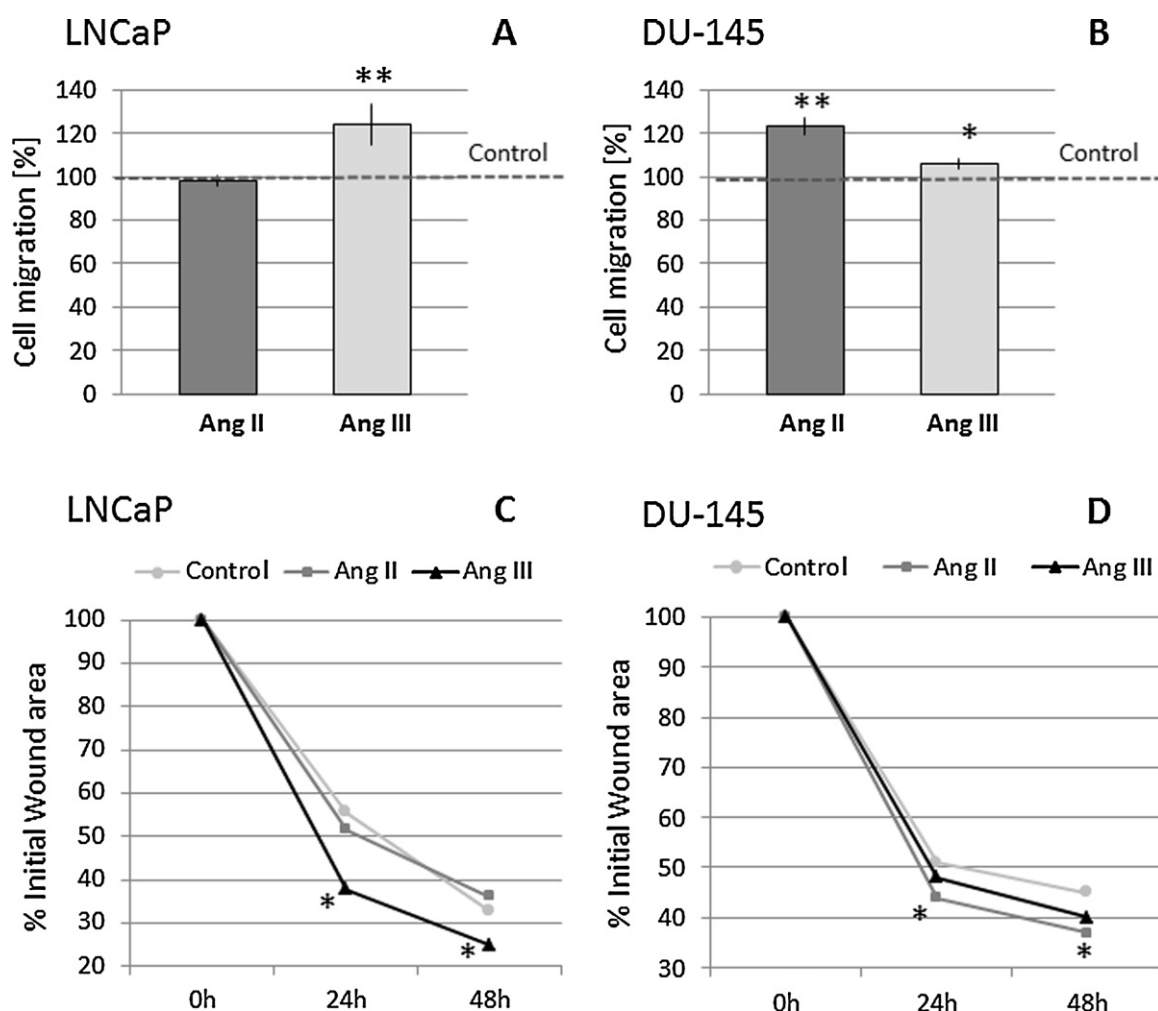 LNCaP A
**
140
120
100
80
60
40
20
0
Cell migration [%]
Control
Ang II Ang III
DU-145 B
**
*
140
120
100
80
60
40
20
0
Cell migration [%]
Control
Ang II Ang III
LNCaP C
Control Ang II Ang III
100
90
80
70
60
50
40
30
20
% Initial Wound area
*
*
0h 24h 48h
DU-145 D
Control Ang II Ang III
100
90
80
70
60
50
40
30
% Initial Wound area
*
*
0h 24h 48h